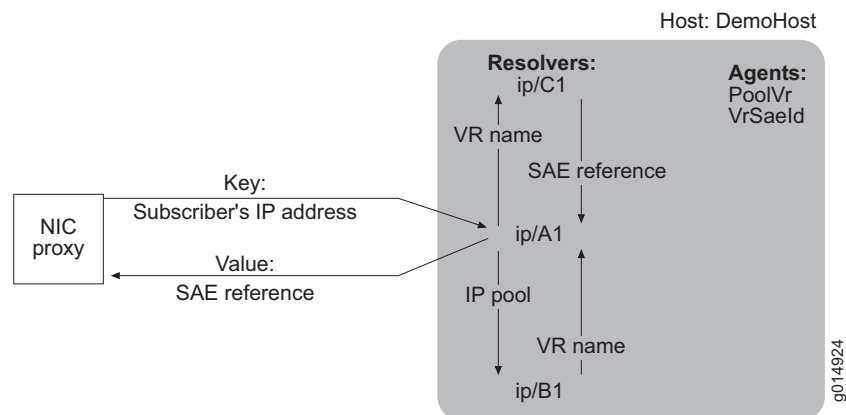 Host: DemoHost
Resolvers:
ip/C1
Agents:
PoolVr
VrSaeId
VR name
SAE reference
Key:
Subscriber's IP address
NIC
proxy
ip/A1
Value:
SAE reference
IP pool
VR name
ip/B1
g014924